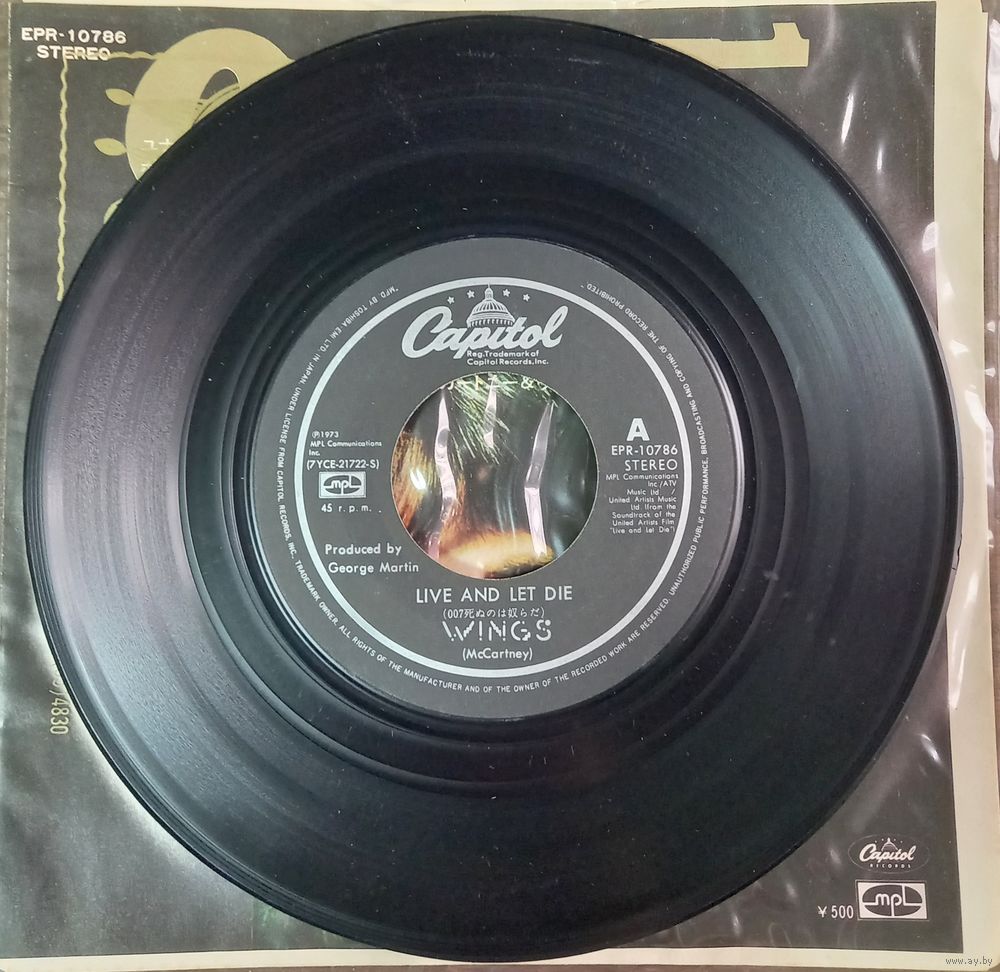 EPR-10786
STEREO
Capitol
Reg.Trademark of
Capitol Records,Inc.
"MFD. BY TOSHIBA EMI LTD. IN JAPAN. UNDER LICENSE FROM CAPITOL RECORDS, INC., TRADEMARK OWNER. ALL RIGHTS OF THE MANUFACTURER AND OF THE OWNER OF THE RECORDED WORK ARE RESERVED. UNAUTHORIZED PUBLIC PERFORMANCE, BROADCASTING AND COPYING OF THE RECORD PROHIBITED"
ⓟ1973
MPL Communications
Inc.
(7YCE-21722-S)
mpl
45 r.p.m.
Produced by
George Martin
A
EPR-10786
STEREO
MPL Communications
Inc./ATV
Music Ltd /
United Artists Music
Ltd (from the
Soundtrack of the
United Artists Film
"Live and Let Die")
LIVE AND LET DIE
(007死ぬのは奴らだ)
WINGS
(McCartney)
4830
Capitol
RECORDS
¥500
mpl
www.ay.by